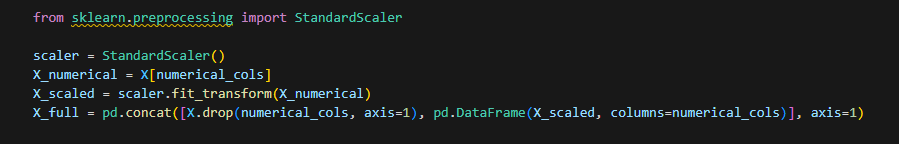 from sklearn.preprocessing import StandardScaler
scaler = StandardScaler()
X_numerical = X[numerical_cols]
X_scaled = scaler.fit_transform(X_numerical)
X_full = pd.concat([X.drop(numerical_cols, axis=1), pd.DataFrame(X_scaled, columns=numerical_cols)], axis=1)